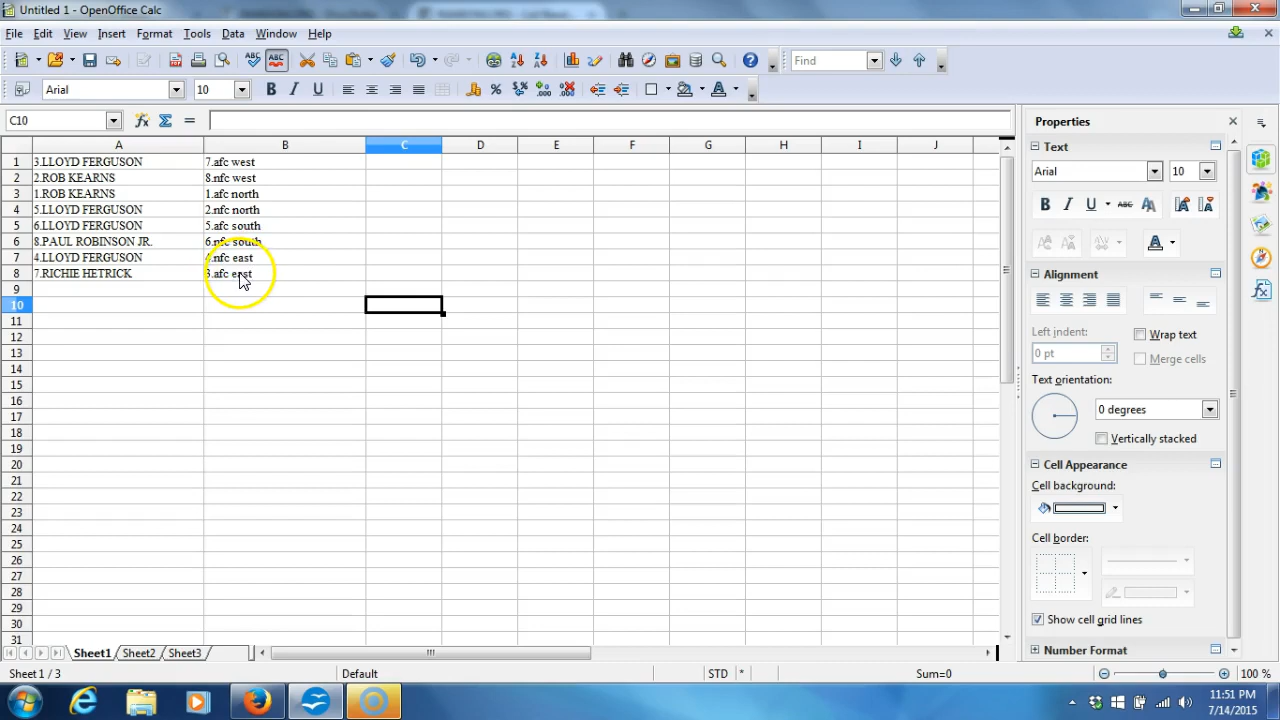 Untitled 1 - OpenOffice Calc
File Edit View Insert Format Tools Data Window Help
Find
Arial 10
C10
Properties
A B C D E F G H I J
Text
1 3.LLOYD FERGUSON 7.afc west
Arial 10
2 2.ROB KEARNS 8.nfc west
3 1.ROB KEARNS 1.afc north
4 5.LLOYD FERGUSON 2.nfc north
5 6.LLOYD FERGUSON 5.afc south
6 8.PAUL ROBINSON JR. 6.nfc south
7 4.LLOYD FERGUSON 4.nfc east
8 7.RICHIE HETRICK 3.afc east
9
10
11
12
13
14
15
16
17
18
19
20
21
22
23
24
25
26
27
28
29
30
31
Alignment
Left indent:
Wrap text
0 pt
Merge cells
Text orientation:
0 degrees
Vertically stacked
Cell Appearance
Cell background:
Cell border:
Show cell grid lines
Number Format
Sheet1 Sheet2 Sheet3
Sheet 1 / 3 Default STD * Sum=0 100 %
11:51 PM
7/14/2015